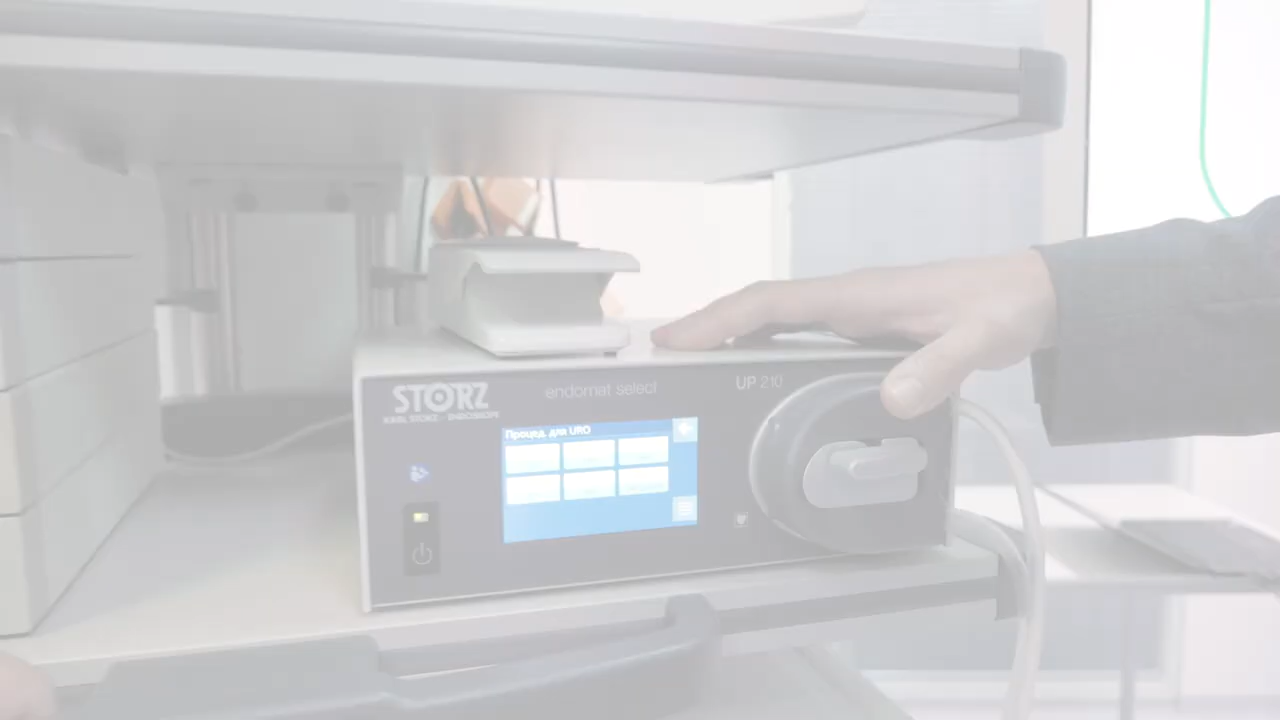 STORZ
KARL STORZ - ENDOSKOPE
endomat select
UP 210
Процед. для URO